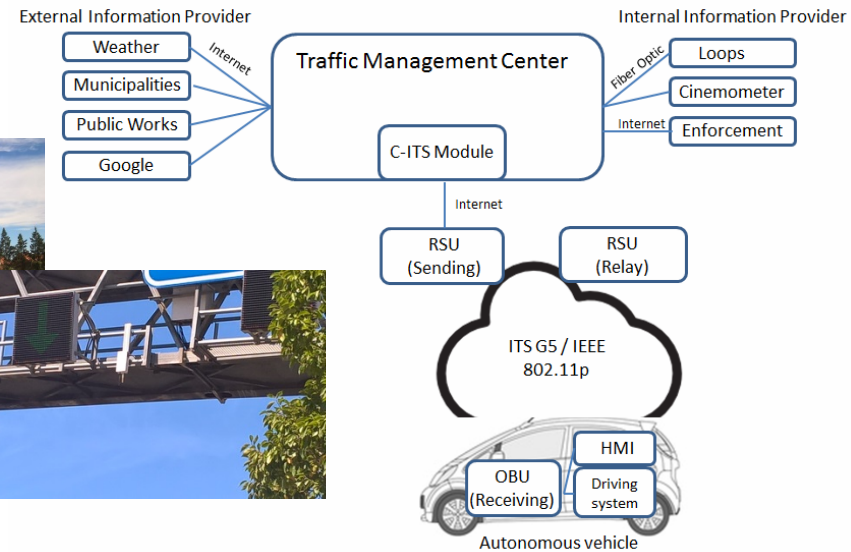 External Information Provider
Internal Information Provider
Weather
Municipalities
Public Works
Google
Internet
Traffic Management Center
C-ITS Module
Fiber Optic
Internet
Loops
Cinemometer
Enforcement
Internet
RSU
(Sending)
RSU
(Relay)
ITS G5 / IEEE
802.11p
OBU
(Receiving)
HMI
Driving
system
Autonomous vehicle